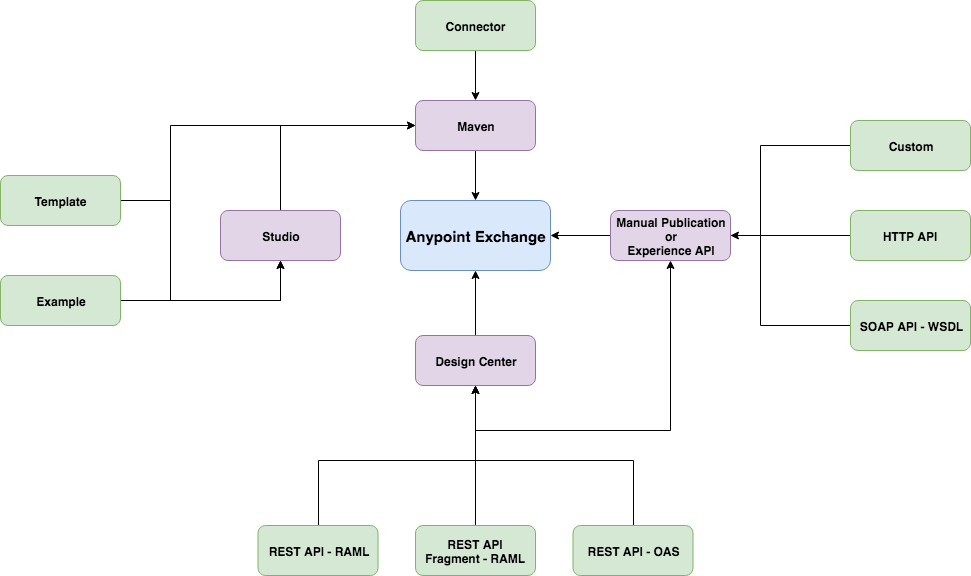 Connector
Maven
Custom
Template
Studio
Anypoint Exchange
Manual Publication
or
Experience API
HTTP API
Example
SOAP API - WSDL
Design Center
REST API - RAML
REST API
Fragment - RAML
REST API - OAS